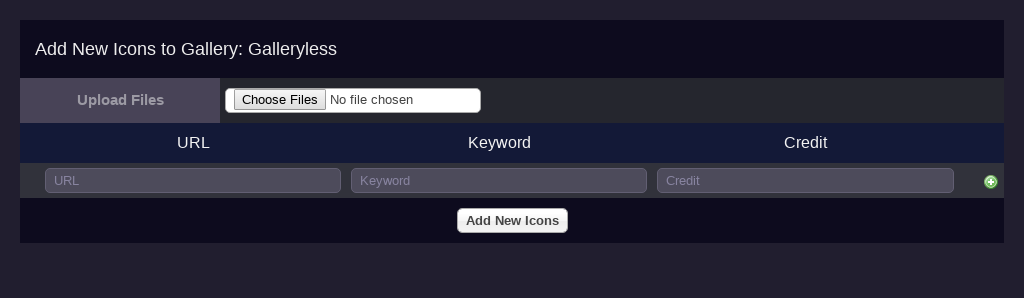 Add New Icons to Gallery: Galleryless
Upload Files
Choose Files No file chosen
URL Keyword Credit
URL Keyword Credit
Add New Icons